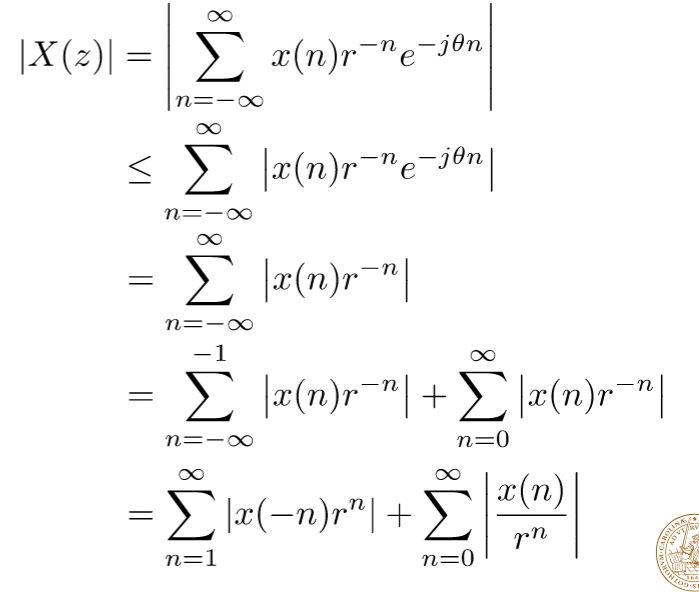 |X(z)| = |∑_{n=−∞}^{∞} x(n)r^{−n}e^{−jθn}|
≤ ∑_{n=−∞}^{∞} |x(n)r^{−n}e^{−jθn}|
= ∑_{n=−∞}^{∞} |x(n)r^{−n}|
= ∑_{n=−∞}^{−1} |x(n)r^{−n}| + ∑_{n=0}^{∞} |x(n)r^{−n}|
= ∑_{n=1}^{∞} |x(−n)r^{n}| + ∑_{n=0}^{∞} |x(n)/r^{n}|